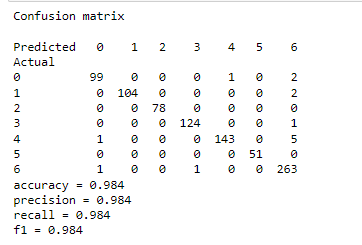 Confusion matrix
Predicted 0 1 2 3 4 5 6
Actual
0 99 0 0 0 1 0 2
1 0 104 0 0 0 0 2
2 0 0 78 0 0 0 0
3 0 0 0 124 0 0 1
4 1 0 0 0 143 0 5
5 0 0 0 0 0 51 0
6 1 0 0 1 0 0 263
accuracy = 0.984
precision = 0.984
recall = 0.984
f1 = 0.984